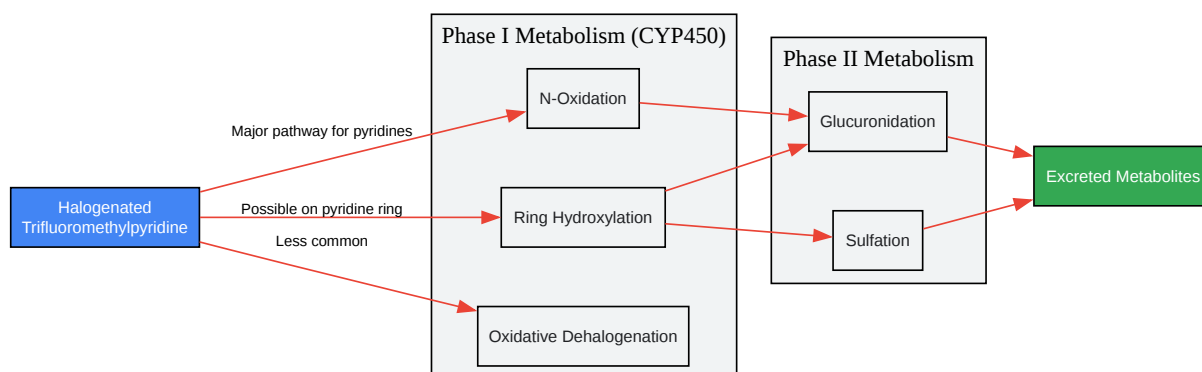 Phase I Metabolism (CYP450)
Phase II Metabolism
N-Oxidation
Glucuronidation
Major pathway for pyridines
Excreted Metabolites
Halogenated
Trifluoromethylpyridine
Possible on pyridine ring
Ring Hydroxylation
Less common
Sulfation
Oxidative Dehalogenation